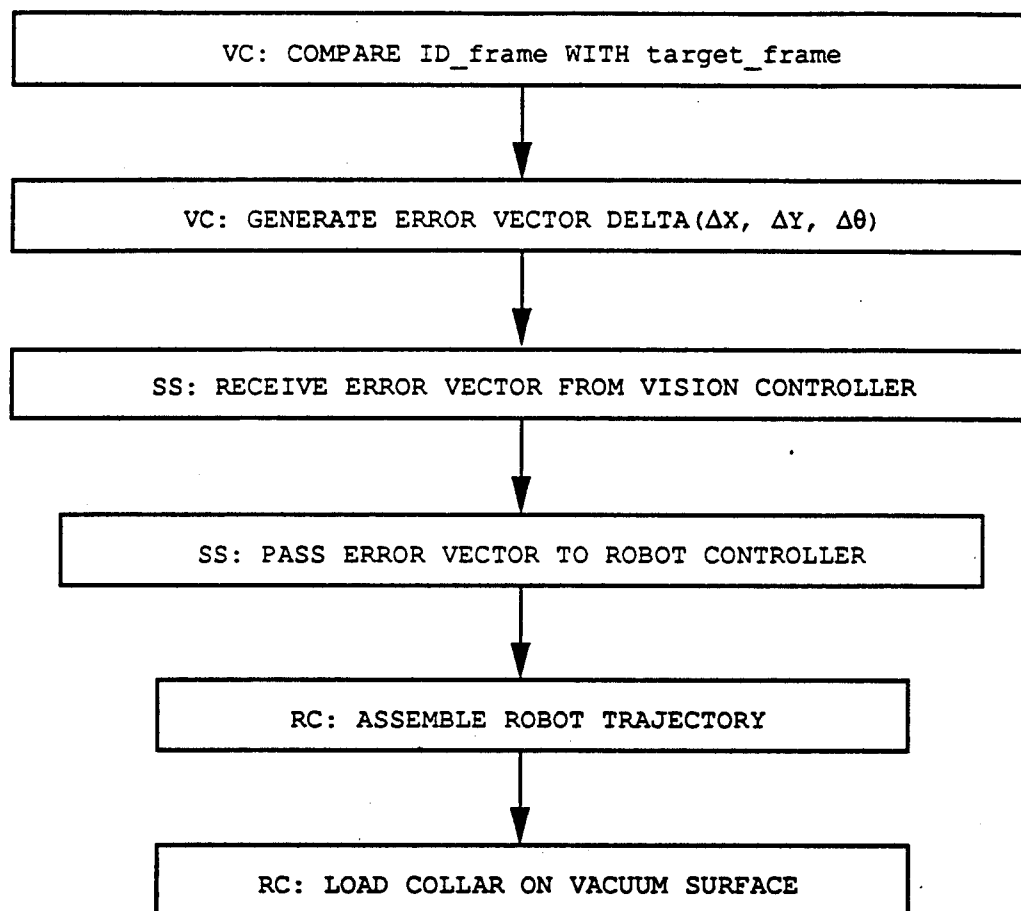 VC: COMPARE ID_frame WITH target_frame
VC: GENERATE ERROR VECTOR DELTA(ΔX, ΔY, Δθ)
SS: RECEIVE ERROR VECTOR FROM VISION CONTROLLER
SS: PASS ERROR VECTOR TO ROBOT CONTROLLER
RC: ASSEMBLE ROBOT TRAJECTORY
RC: LOAD COLLAR ON VACUUM SURFACE